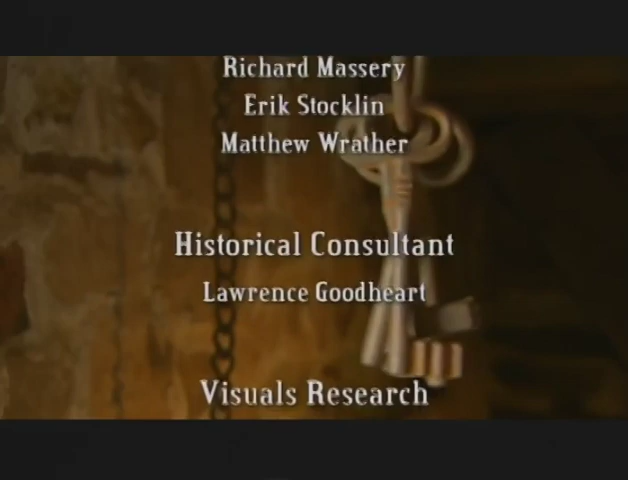 Richard Massery
Erik Stocklin
Matthew Wrather
Historical Consultant
Lawrence Goodheart
Visuals Research